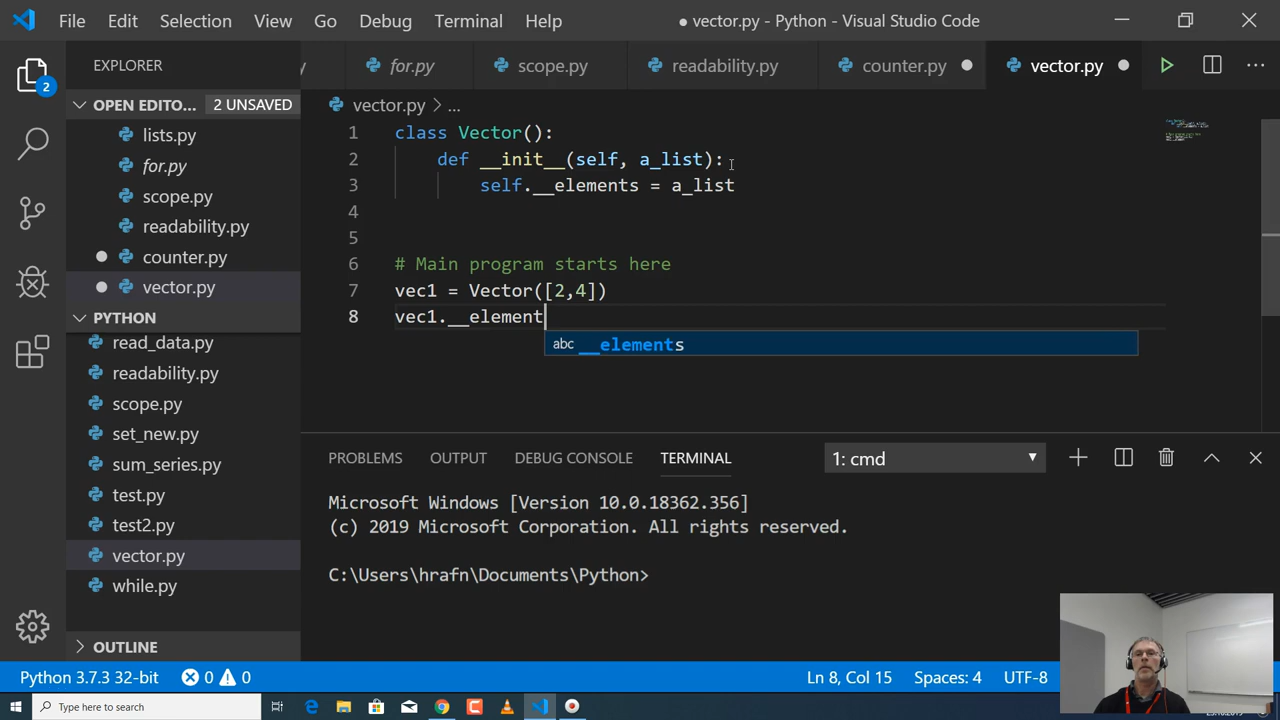 File Edit Selection View Go Debug Terminal Help
● vector.py - Python - Visual Studio Code
EXPLORER
for.py scope.py readability.py counter.py vector.py
OPEN EDITO... 2 UNSAVED
2
lists.py
for.py
scope.py
readability.py
counter.py
vector.py
PYTHON
read_data.py
readability.py
scope.py
set_new.py
sum_series.py
test.py
test2.py
vector.py
while.py
OUTLINE
vector.py > ...
1 class Vector():
2 def __init__(self, a_list):
3 self.__elements = a_list
4
5
6 # Main program starts here
7 vec1 = Vector([2,4])
8 vec1.__element
abc __elements
PROBLEMS OUTPUT DEBUG CONSOLE TERMINAL 1: cmd
Microsoft Windows [Version 10.0.18362.356]
(c) 2019 Microsoft Corporation. All rights reserved.
C:\Users\hrafn\Documents\Python>
Python 3.7.3 32-bit 0 0 Ln 8, Col 15 Spaces: 4 UTF-8
Type here to search